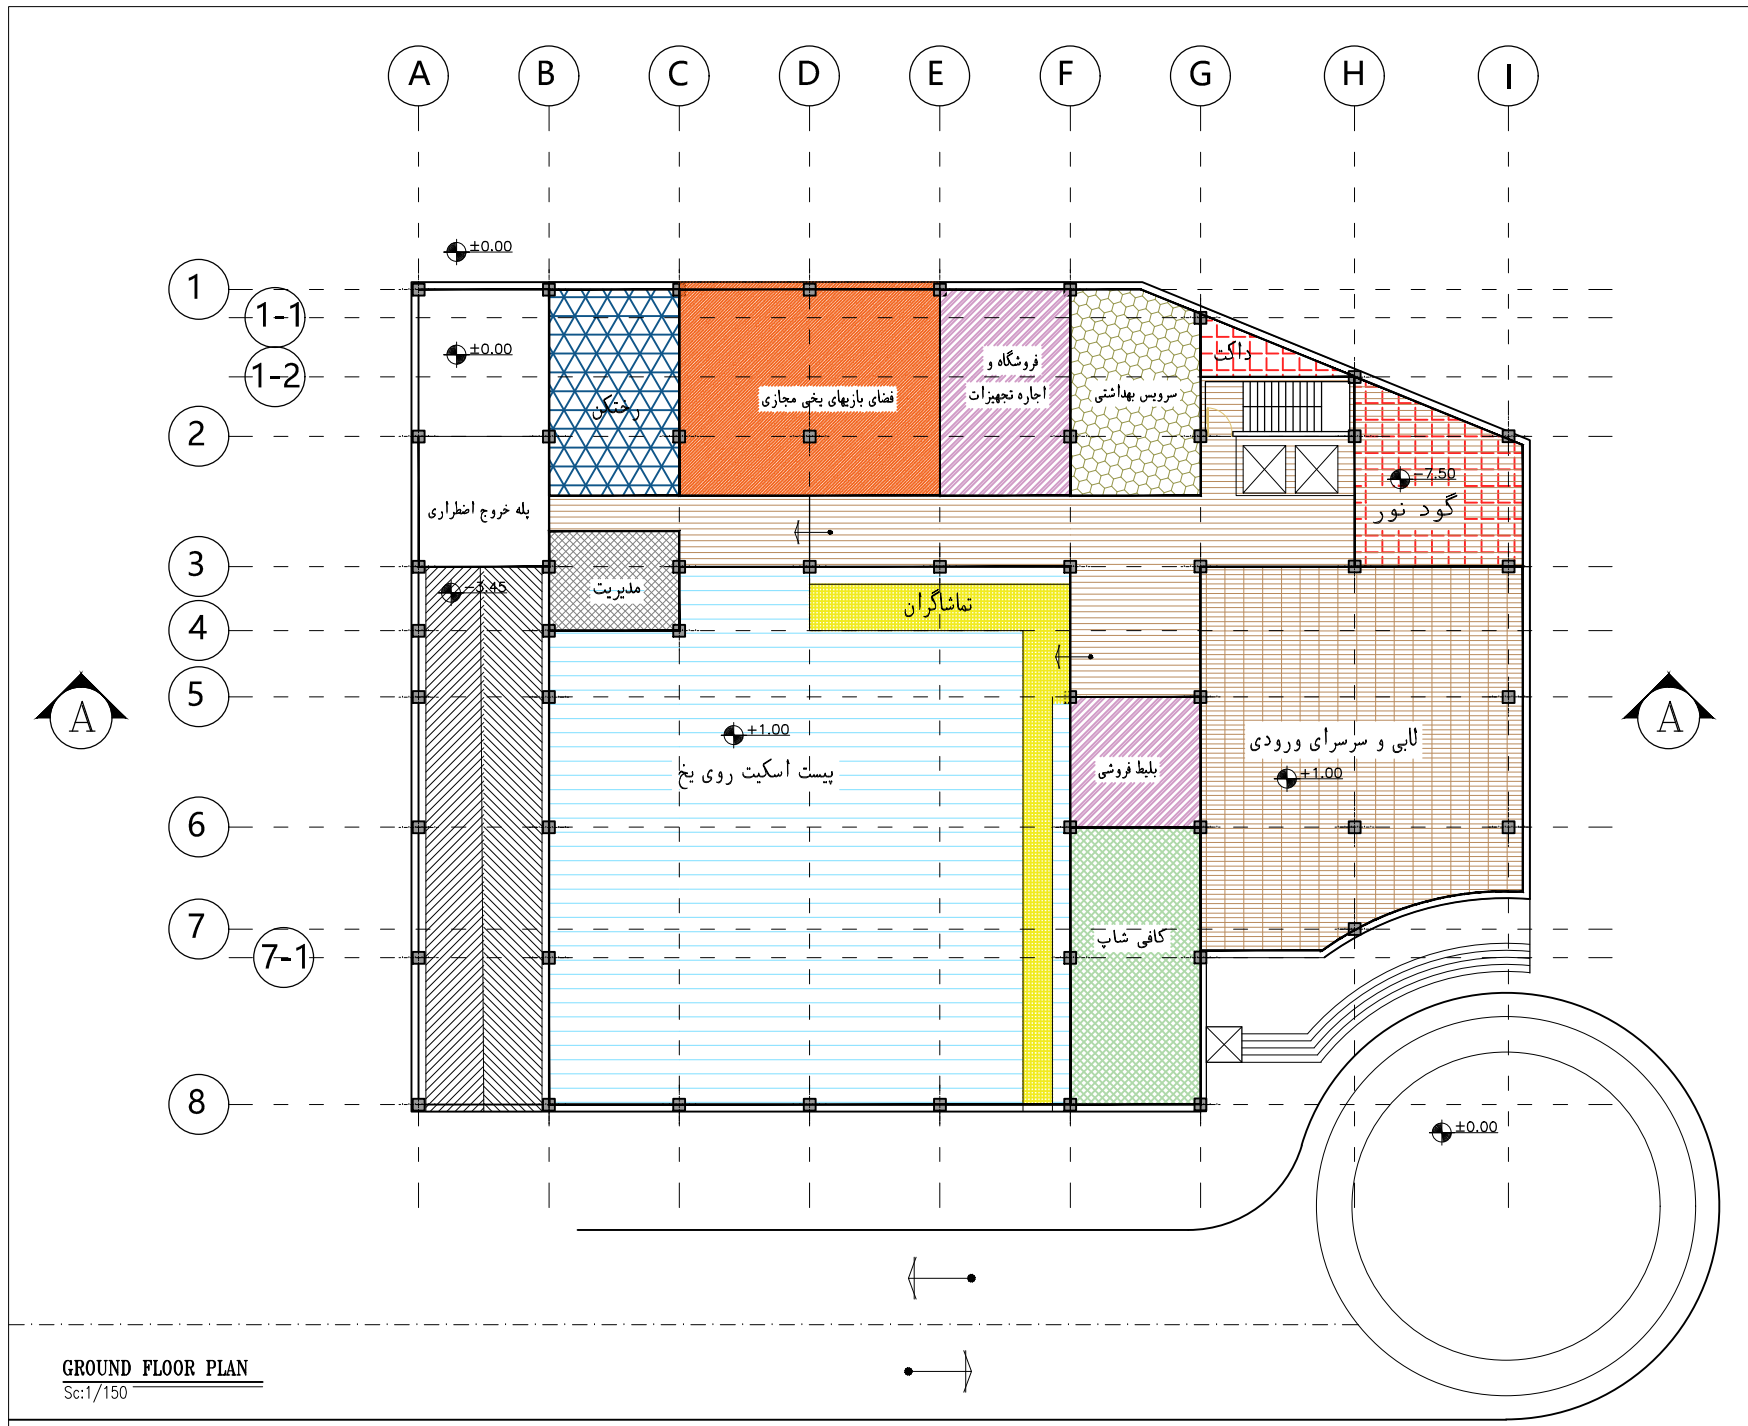 A B C D E F G H I
±0.00
1
1-1
±0.00
1-2
داکت
فروشگاه و
اجاره تجهیزات
فضای بازیهای یخی مجازی
سرویس بهداشتی
رختکن
2
-7.50
گود نور
پله خروج اضطراری
3
-3.45
مدیریت
تماشاگران
4
5
A
A
+1.00
پیست اسکیت روی یخ
لابی و سرسرای ورودی
+1.00
بلیط فروشی
6
7
کافی شاپ
7-1
8
±0.00
GROUND FLOOR PLAN
Sc:1/150